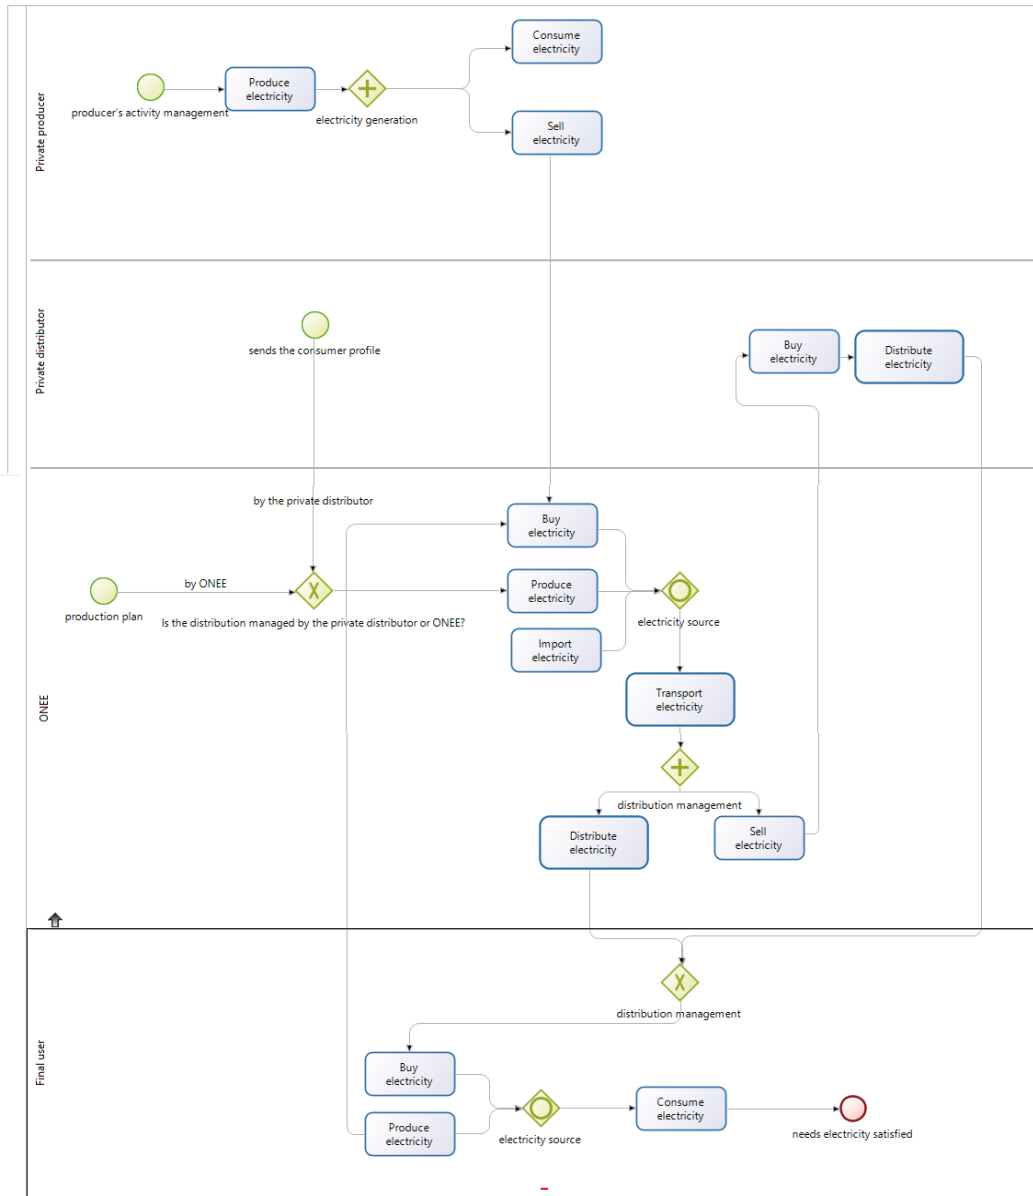 Private producer
producer's activity management
Produce
electricity
electricity generation
Consume
electricity
Sell
electricity
Private distributor
sends the consumer profile
Buy
electricity
Distribute
electricity
ONEE
by the private distributor
production plan
by ONEE
Is the distribution managed by the private distributor or ONEE?
Buy
electricity
Produce
electricity
Import
electricity
electricity source
Transport
electricity
distribution management
Distribute
electricity
Sell
electricity
Final user
distribution management
Buy
electricity
Produce
electricity
electricity source
Consume
electricity
needs electricity satisfied